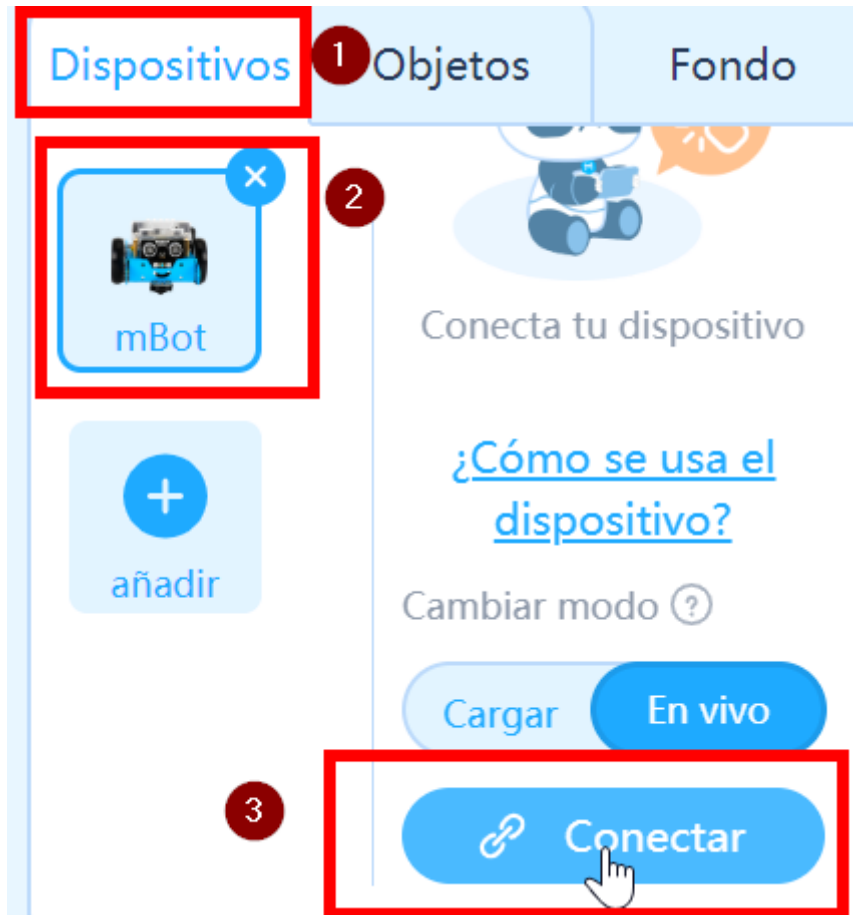 Dispositivos 1 Objetos Fondo
2
mBot
Conecta tu dispositivo
¿Cómo se usa el
dispositivo?
añadir
Cambiar modo ?
Cargar En vivo
3
Conectar